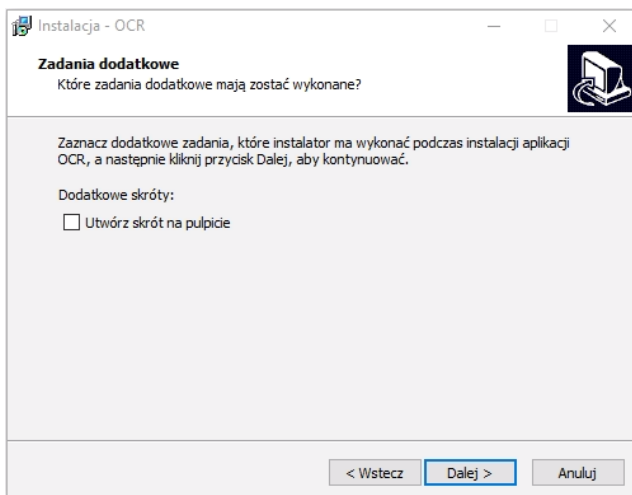 Instalacja - OCR
Zadania dodatkowe
Które zadania dodatkowe mają zostać wykonane?
Zaznacz dodatkowe zadania, które instalator ma wykonać podczas instalacji aplikacji
OCR, a następnie kliknij przycisk Dalej, aby kontynuować.
Dodatkowe skróty:
Utwórz skrót na pulpicie
< Wstecz Dalej > Anuluj